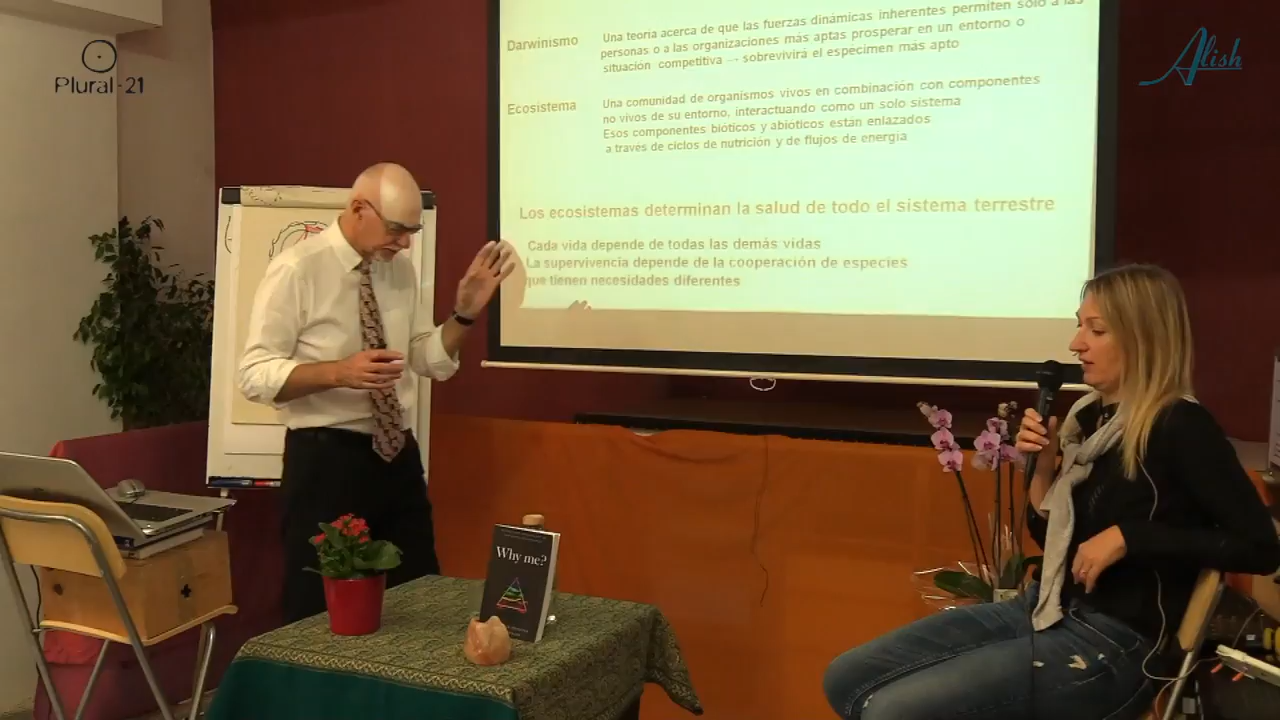 Plural-21
Alish
Darwinismo
Una teoría acerca de que las fuerzas dinámicas inherentes permiten sólo a las
personas o a las organizaciones más aptas prosperar en un entorno o
situación competitiva → sobrevivirá el espécimen más apto
Ecosistema
Una comunidad de organismos vivos en combinación con componentes
no vivos de su entorno, interactuando como un solo sistema
Esos componentes bióticos y abióticos están enlazados
a través de ciclos de nutrición y de flujos de energía
Los ecosistemas determinan la salud de todo el sistema terrestre
Cada vida depende de todas las demás vidas
La supervivencia depende de la cooperación de especies
que tienen necesidades diferentes
Why me?